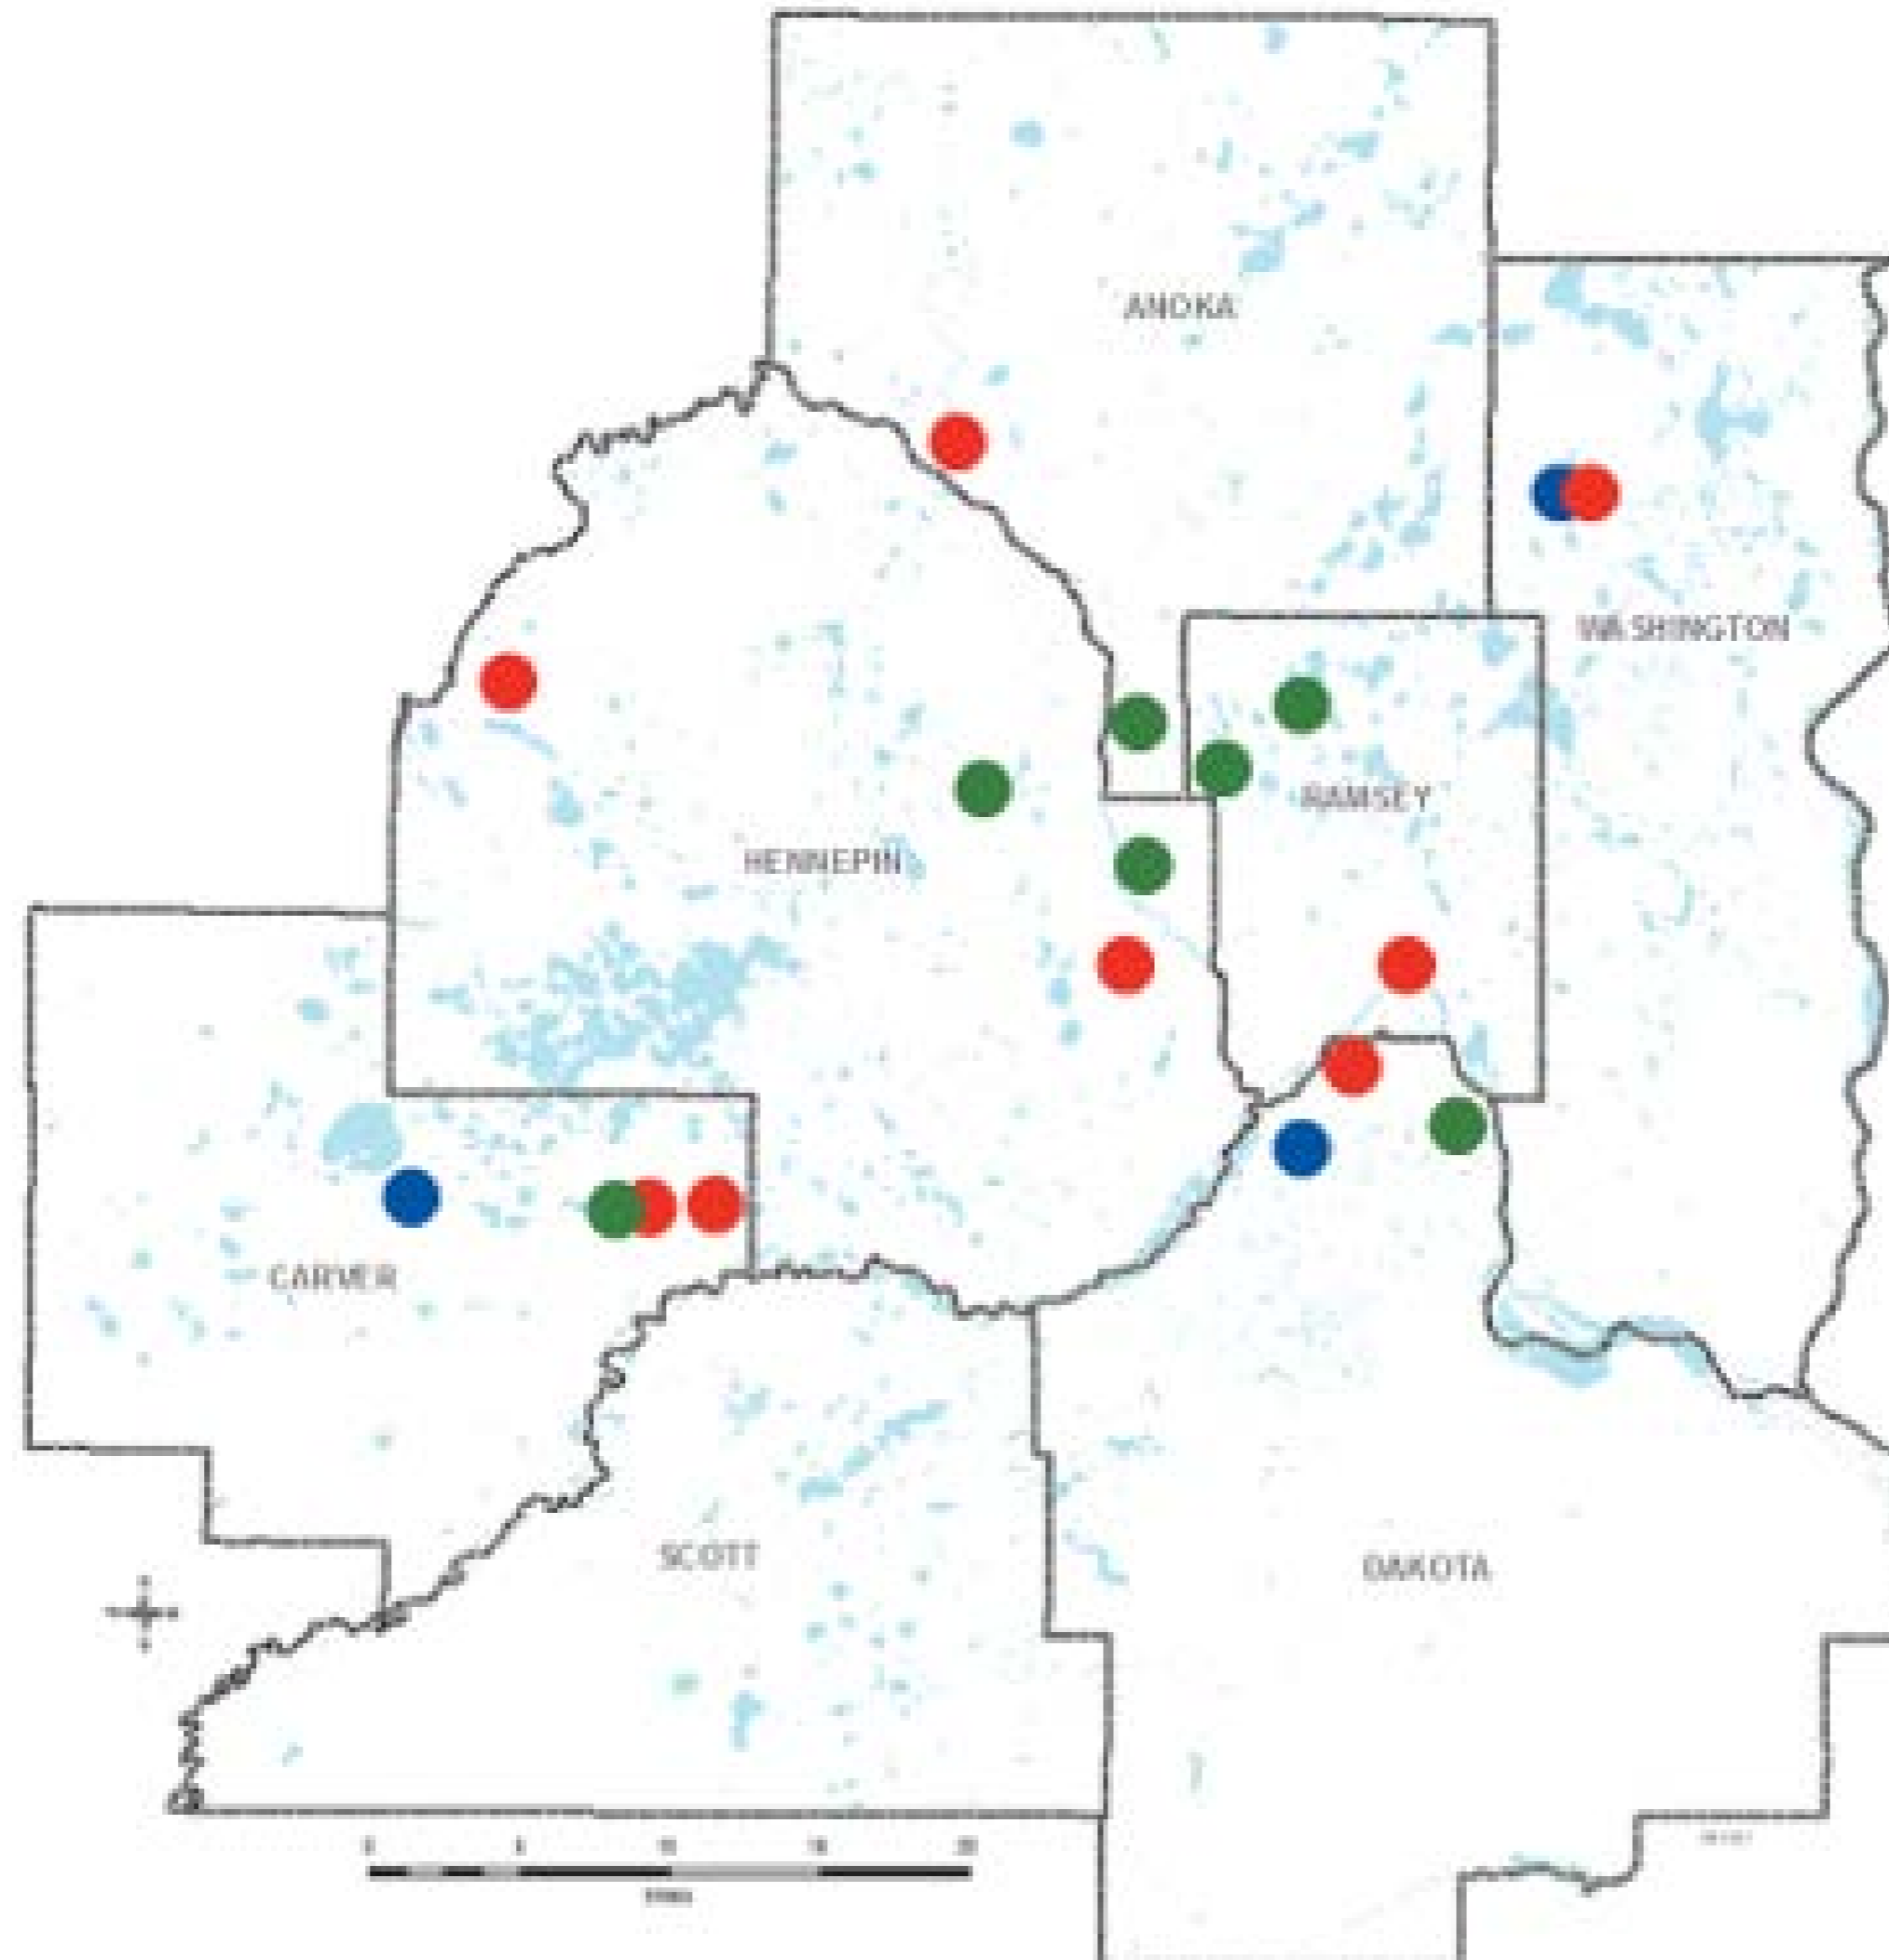 ANOKA
WASHINGTON
RAMSEY
HENNEPIN
CARVER
SCOTT
DAKOTA